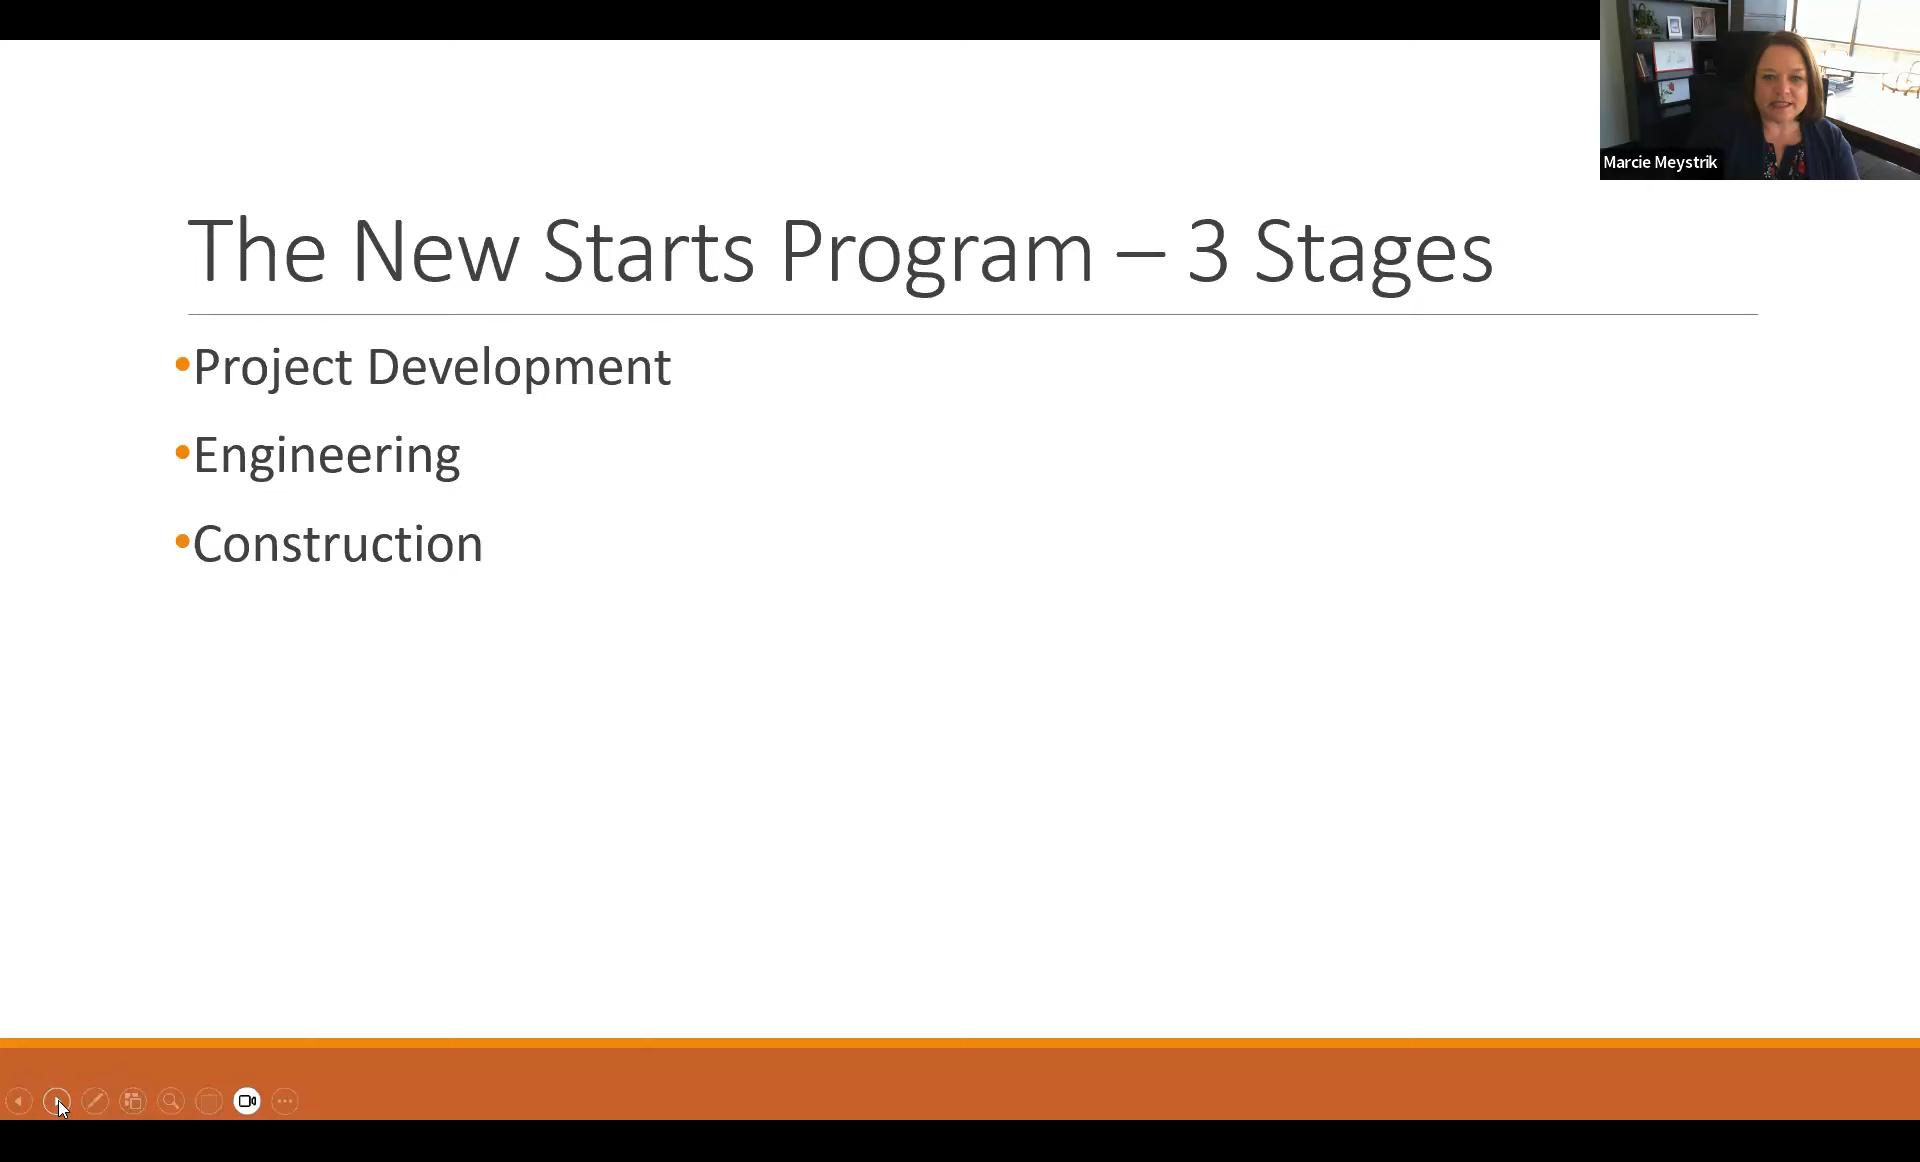 Marcie Meystrik
The New Starts Program – 3 Stages
•Project Development
•Engineering
•Construction